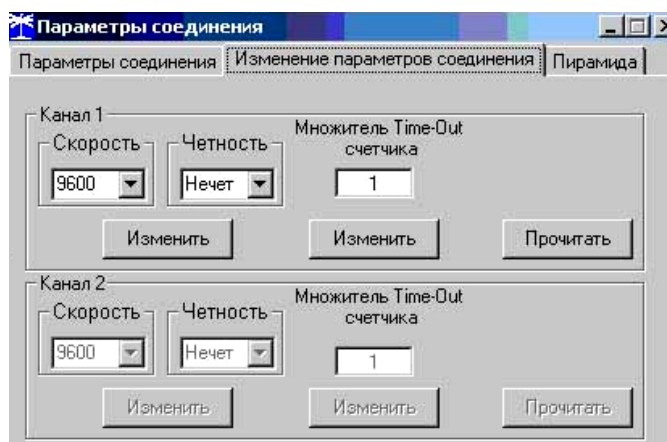 Параметры соединения
Параметры соединения Изменение параметров соединения Пирамида
Канал 1
Скорость Четность Множитель Time-Out
счетчика
9600 Нечет 1
Изменить Изменить Прочитать
Канал 2
Скорость Четность Множитель Time-Out
счетчика
9600 Нечет 1
Изменить Изменить Прочитать